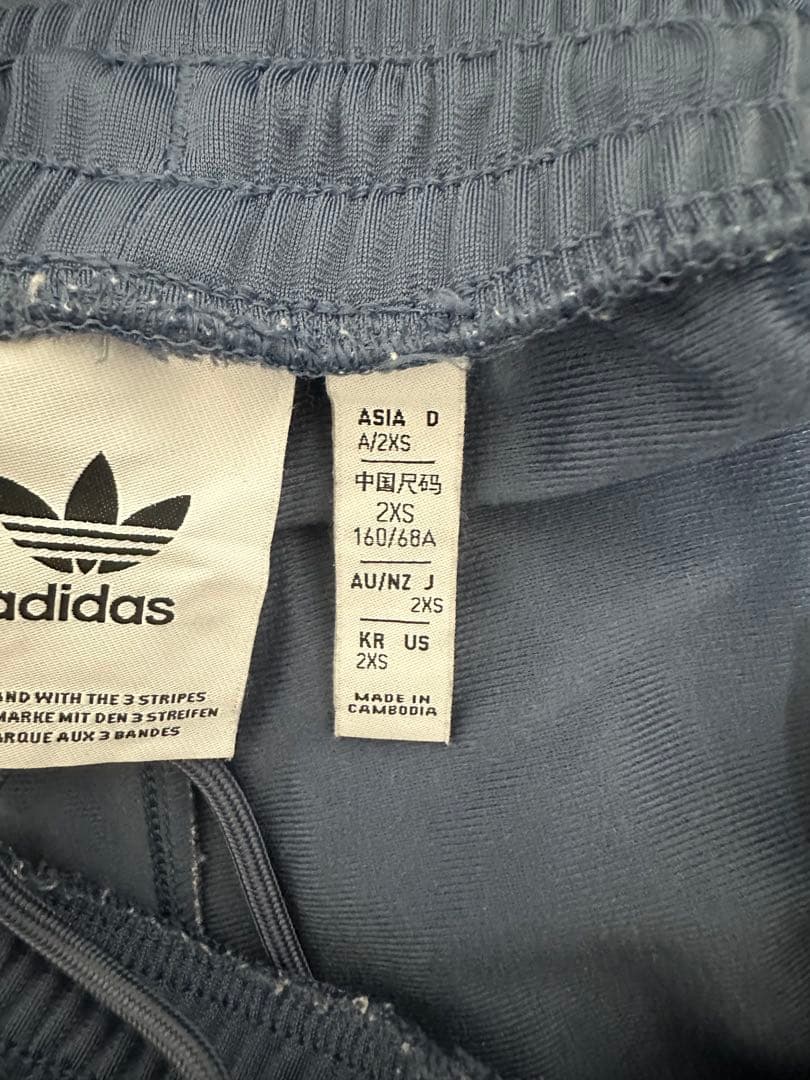 adidas
AND WITH THE 3 STRIPES
MARKE MIT DEN 3 STREIFEN
AUX 3 BANDES
ASIA D
A/2XS
中国尺码
2XS
160/68A
AU/NZ J
2XS
KR US
2XS
MADE IN
CAMBODIA